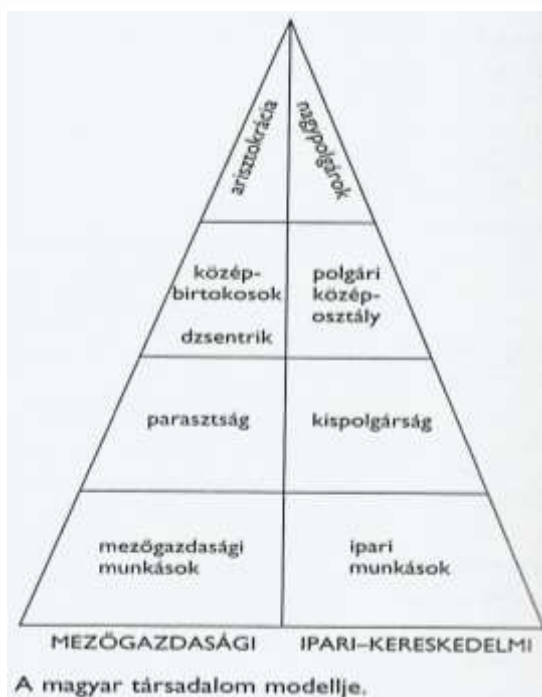 arisztokrácia
nagypolgárok
közép-
birtokosok
dzsentrik
polgári
közép-
osztály
parasztság
kispolgárság
mezőgazdasági
munkások
ipari
munkások
MEZŐGAZDASÁGI
IPARI–KERESKEDELMI
A magyar társadalom modellje.